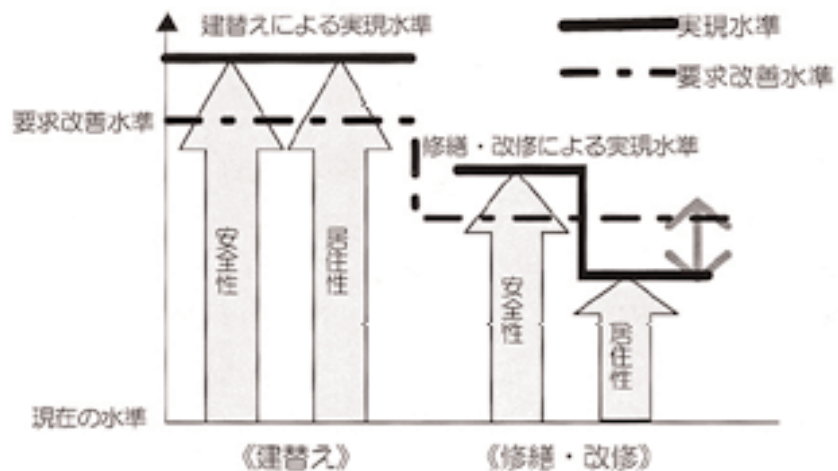 建替えによる実現水準
実現水準
要求改善水準
要求改善水準
修繕・改修による実現水準
安全性
居住性
安全性
居住性
現在の水準
《建替え》
《修繕・改修》